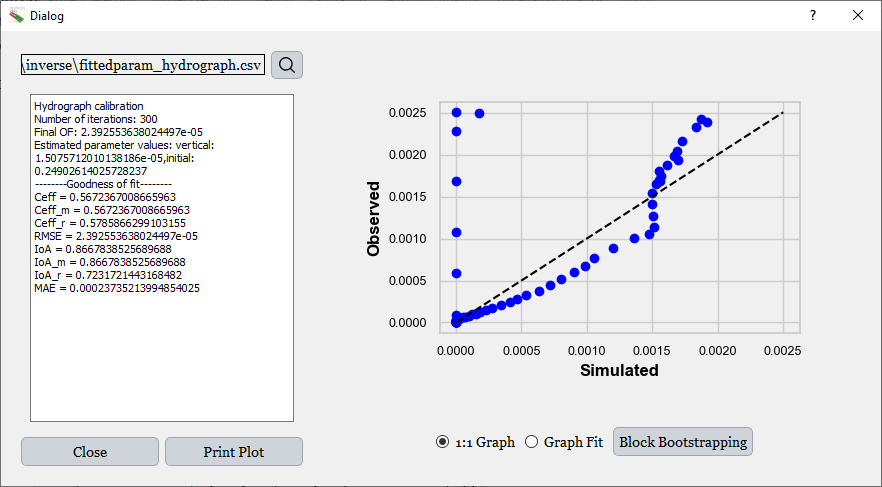 Dialog
?
\inverse\fittedparam_hydrograph.csv
Hydrograph calibration
Number of iterations: 300
Final OF: 2.392553638024497e-05
Estimated parameter values: vertical:
1.5075712010138186e-05,initial:
0.24902614025728237
--------Goodness of fit--------
Ceff = 0.5672367008665963
Ceff_m = 0.5672367008665963
Ceff_r = 0.5785866299103155
RMSE = 2.392553638024497e-05
IoA = 0.8667838525689688
IoA_m = 0.8667838525689688
IoA_r = 0.7231721443168482
MAE = 0.00023735213994854025
Close
Print Plot
Observed
0.0025
0.0020
0.0015
0.0010
0.0005
0.0000
0.0000 0.0005 0.0010 0.0015 0.0020 0.0025
Simulated
1:1 Graph
Graph Fit
Block Bootstrapping